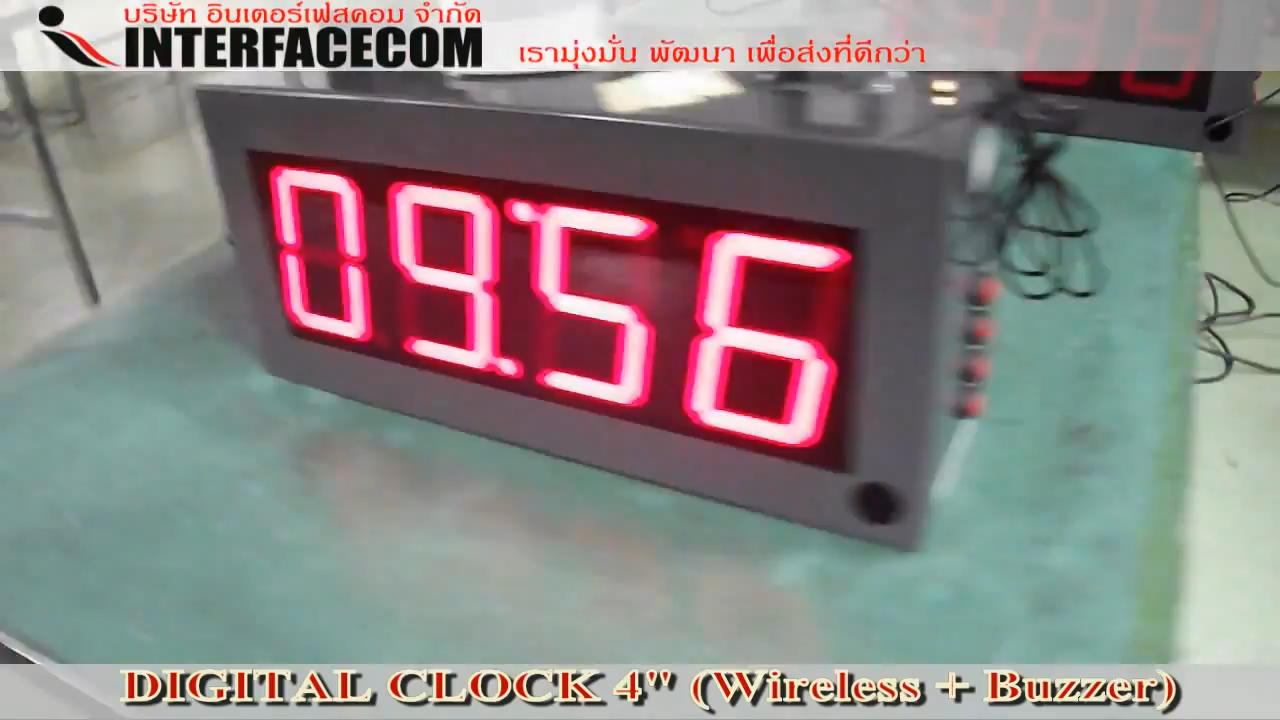 บริษัท อินเตอร์เฟสคอม จำกัด
INTERFACECOM
เรามุ่งมั่น พัฒนา เพื่อส่งที่ดีกว่า
09:56
DIGITAL CLOCK 4" (Wireless + Buzzer)